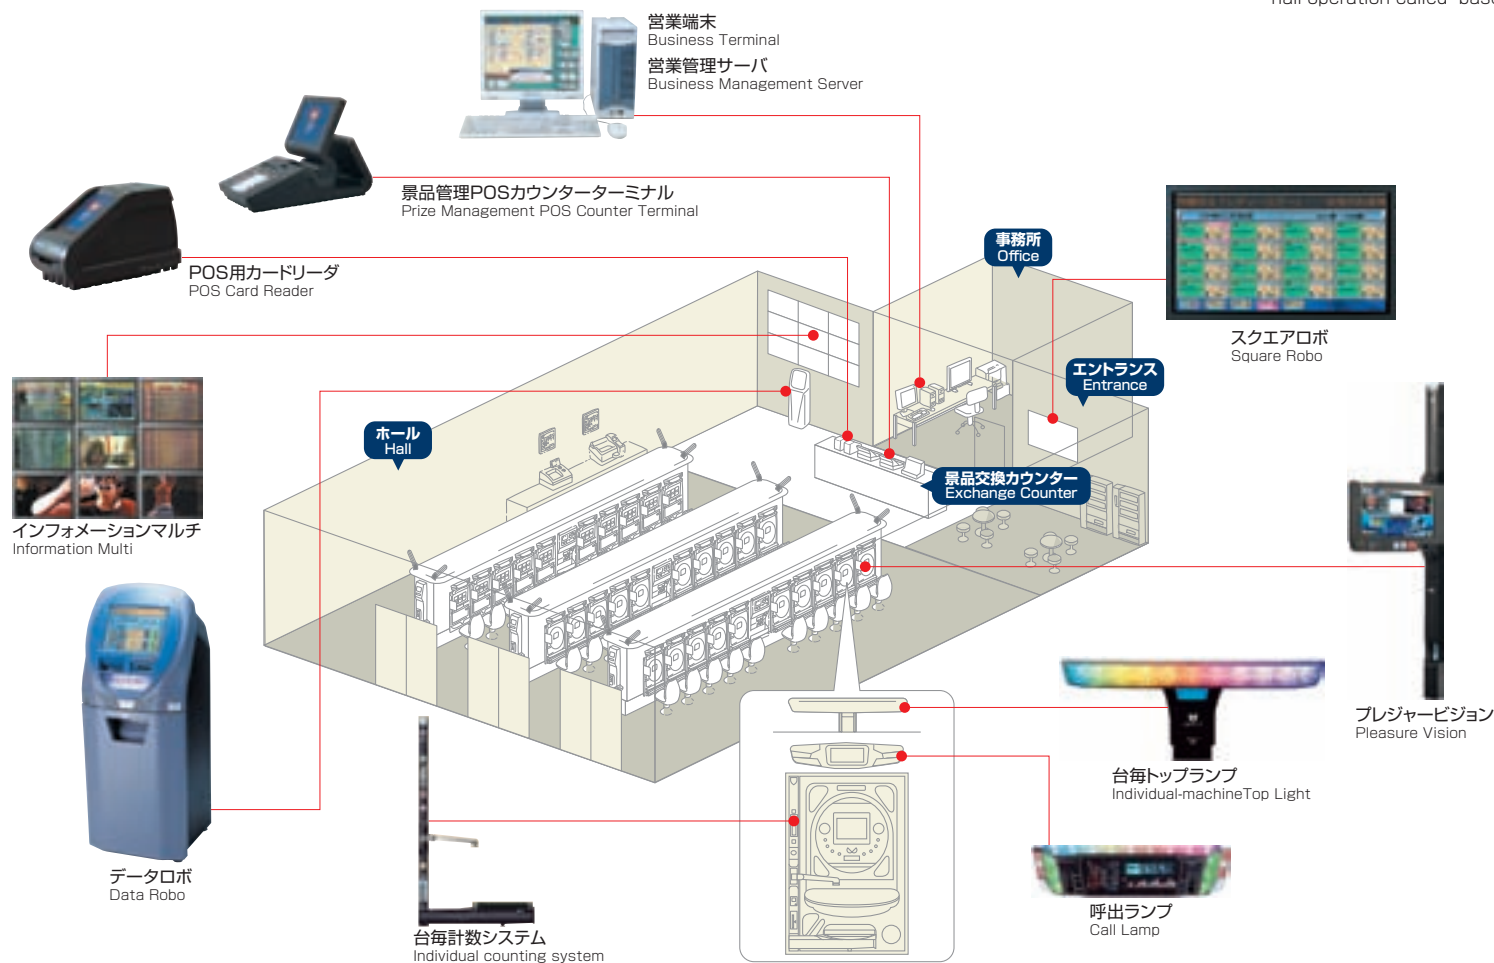 hall operation called "bas
営業端末
Business Terminal
営業管理サーバ
Business Management Server
景品管理POSカウンターターミナル
Prize Management POS Counter Terminal
POS用カードリーダ
POS Card Reader
事務所
Office
スクエアロボ
Square Robo
エントランス
Entrance
ホール
Hall
景品交換カウンター
Exchange Counter
インフォメーションマルチ
Information Multi
プレジャービジョン
Pleasure Vision
台毎トップランプ
Individual-machineTop Light
データロボ
Data Robo
呼出ランプ
Call Lamp
台毎計数システム
Individual counting system